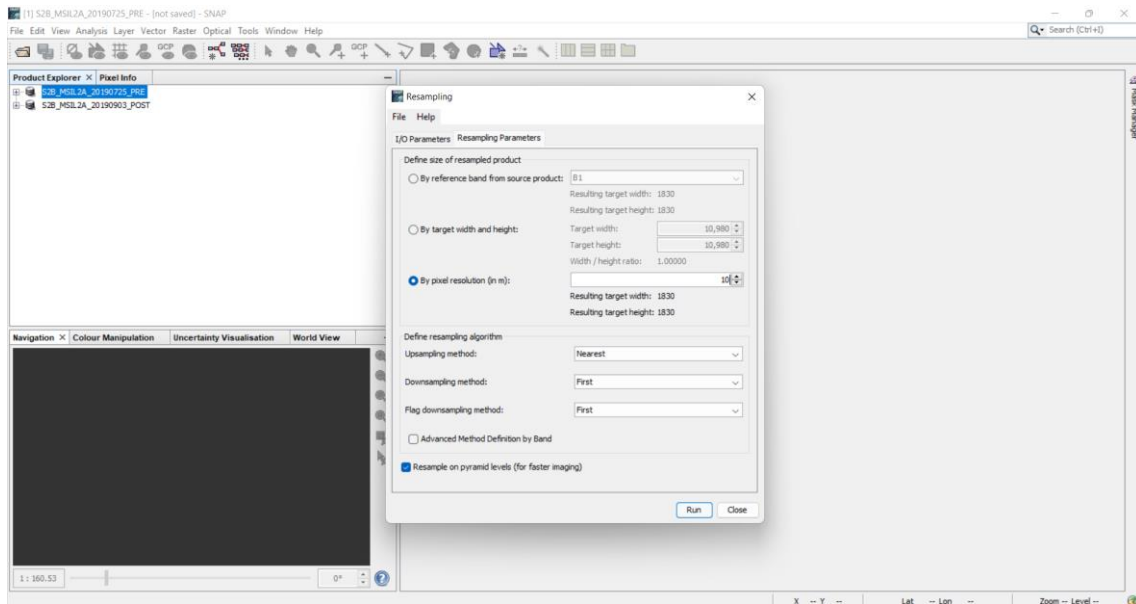 [1] S2B_MSIL2A_20190725_PRE - [not saved] - SNAP
File Edit View Analysis Layer Vector Raster Optical Tools Window Help
Search (Ctrl+I)
GCP
GCP
Product Explorer × Pixel Info
S2B_MSIL2A_20190725_PRE
S2B_MSIL2A_20190903_POST
Mask Manager
Resampling
File Help
I/O Parameters Resampling Parameters
Define size of resampled product
By reference band from source product: B1
Resulting target width: 1830
Resulting target height: 1830
By target width and height: Target width: 10,980
Target height: 10,980
Width / height ratio: 1.00000
By pixel resolution (in m): 10
Resulting target width: 1830
Resulting target height: 1830
Define resampling algorithm
Upsampling method: Nearest
Downsampling method: First
Flag downsampling method: First
Advanced Method Definition by Band
Resample on pyramid levels (for faster imaging)
Run Close
Navigation × Colour Manipulation Uncertainty Visualisation World View
1 : 160.53 0°
X -- Y -- Lat -- Lon -- Zoom -- Level --